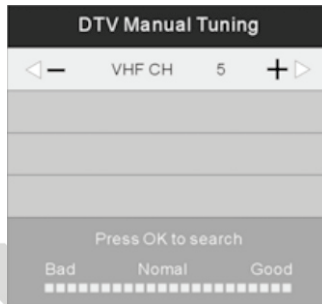 DTV Manual Tuning
VHF CH 5
Press OK to search
Bad Nomal Good